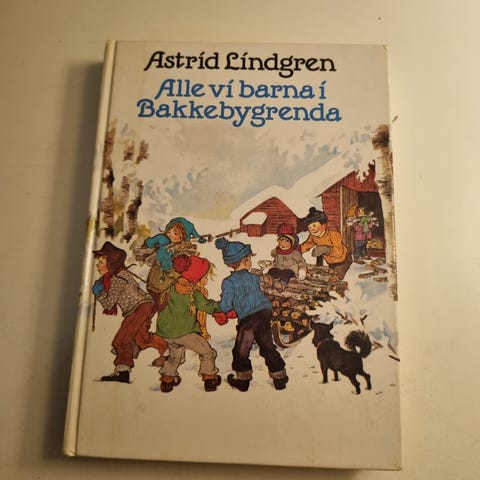 Astrid Lindgren
Alle vi barna i
Bakkebygrenda